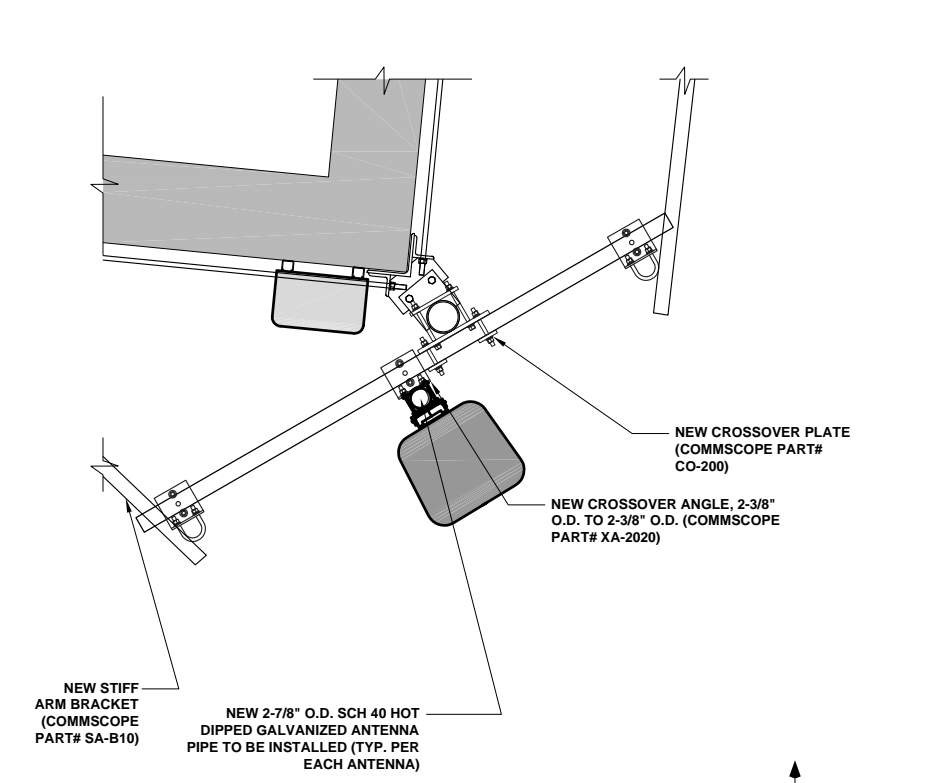 NEW CROSSOVER PLATE
(COMMSCOPE PART#
CO-200)
NEW CROSSOVER ANGLE, 2-3/8"
O.D. TO 2-3/8" O.D. (COMMSCOPE
PART# XA-2020)
NEW STIFF
ARM BRACKET
(COMMSCOPE
PART# SA-B10)
NEW 2-7/8" O.D. SCH 40 HOT
DIPPED GALVANIZED ANTENNA
PIPE TO BE INSTALLED (TYP. PER
EACH ANTENNA)